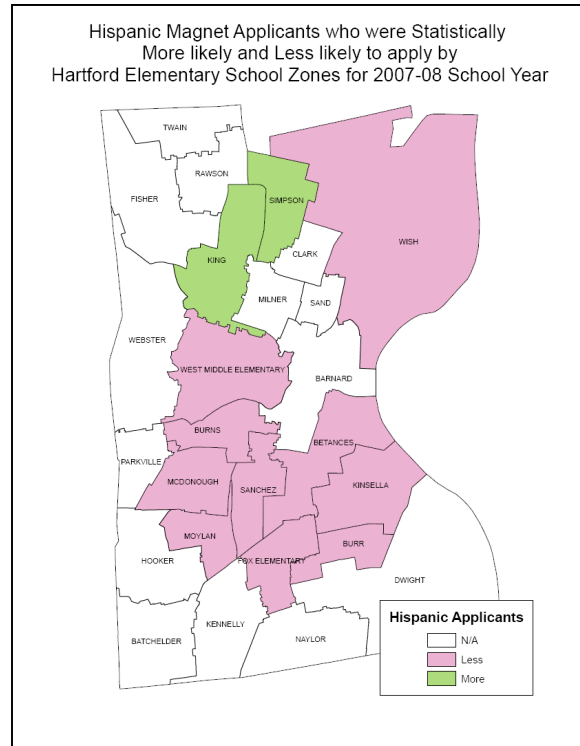 Hispanic Magnet Applicants who were Statistically
More likely and Less likely to apply by
Hartford Elementary School Zones for 2007-08 School Year
TWAIN
RAWSON
FISHER
SIMPSON
WISH
CLARK
KING
MILNER
SAND
WEBSTER
WEST MIDDLE ELEMENTARY
BARNARD
BURNS
BETANCES
PARKVILLE
MCDONOUGH
SANCHEZ
KINSELLA
MOYLAN
BURR
HOOKER
FOX ELEMENTARY
DWIGHT
KENNELLY
NAYLOR
BATCHELDER
Hispanic Applicants
N/A
Less
More